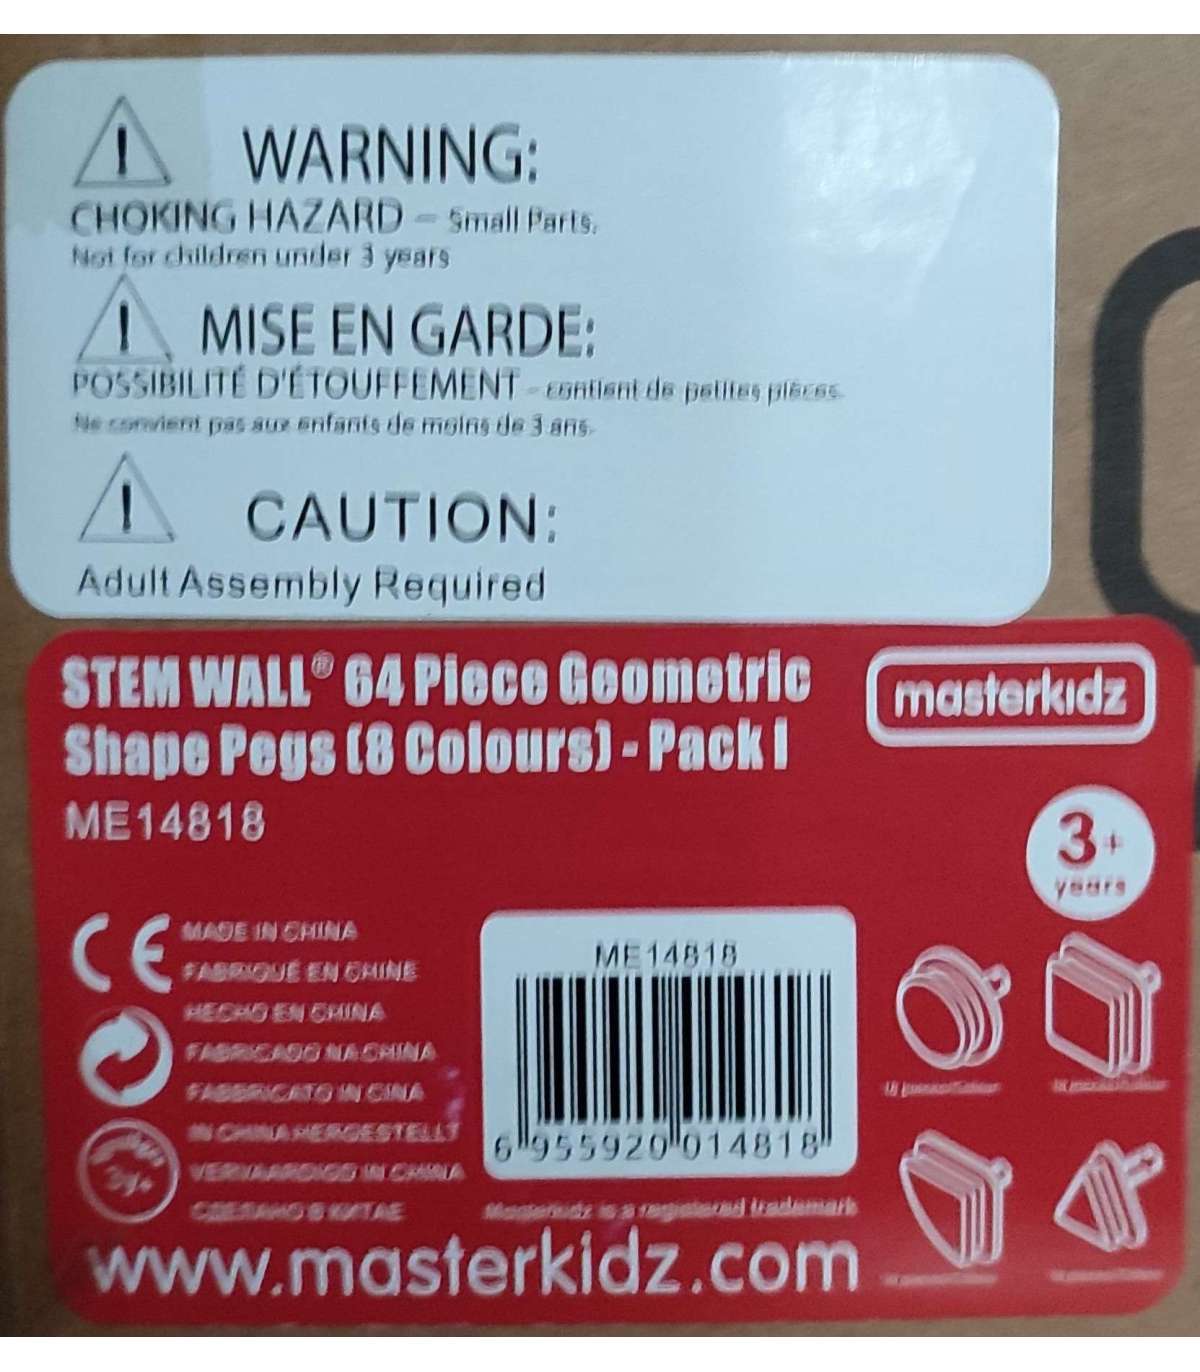 WARNING:
CHOKING HAZARD – Small Parts.
Not for children under 3 years
MISE EN GARDE:
POSSIBILITÉ D'ÉTOUFFEMENT - contient de petites pièces.
Ne convient pas aux enfants de moins de 3 ans.
CAUTION:
Adult Assembly Required
STEM WALL® 64 Piece Geometric
Shape Pegs (8 Colours) - Pack I
masterkidz
ME14818
3+
years
CE
MADE IN CHINA
FABRIQUÉ EN CHINE
HECHO EN CHINA
FABRICADO NA CHINA
FABBRICATO IN CINA
IN CHINA HERGESTELLT
VERVAARDIGD IN CHINA
СДЕЛАНО В КИТАЕ
3y+
ME14818
6 955920 014818
Masterkidz is a registered trademark
www.masterkidz.com